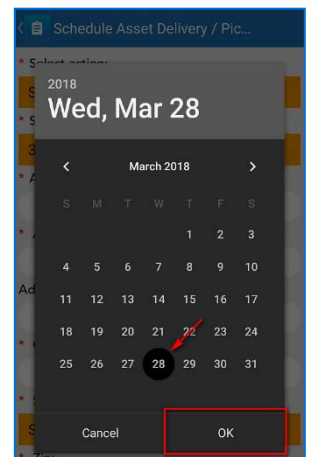 Schedule Asset Delivery / Pic...
* Select action:
2018
Wed, Mar 28
March 2018
S M T W T F S
1 2 3
4 5 6 7 8 9 10
11 12 13 14 15 16 17
18 19 20 21 22 23 24
25 26 27 28 29 30 31
Cancel OK